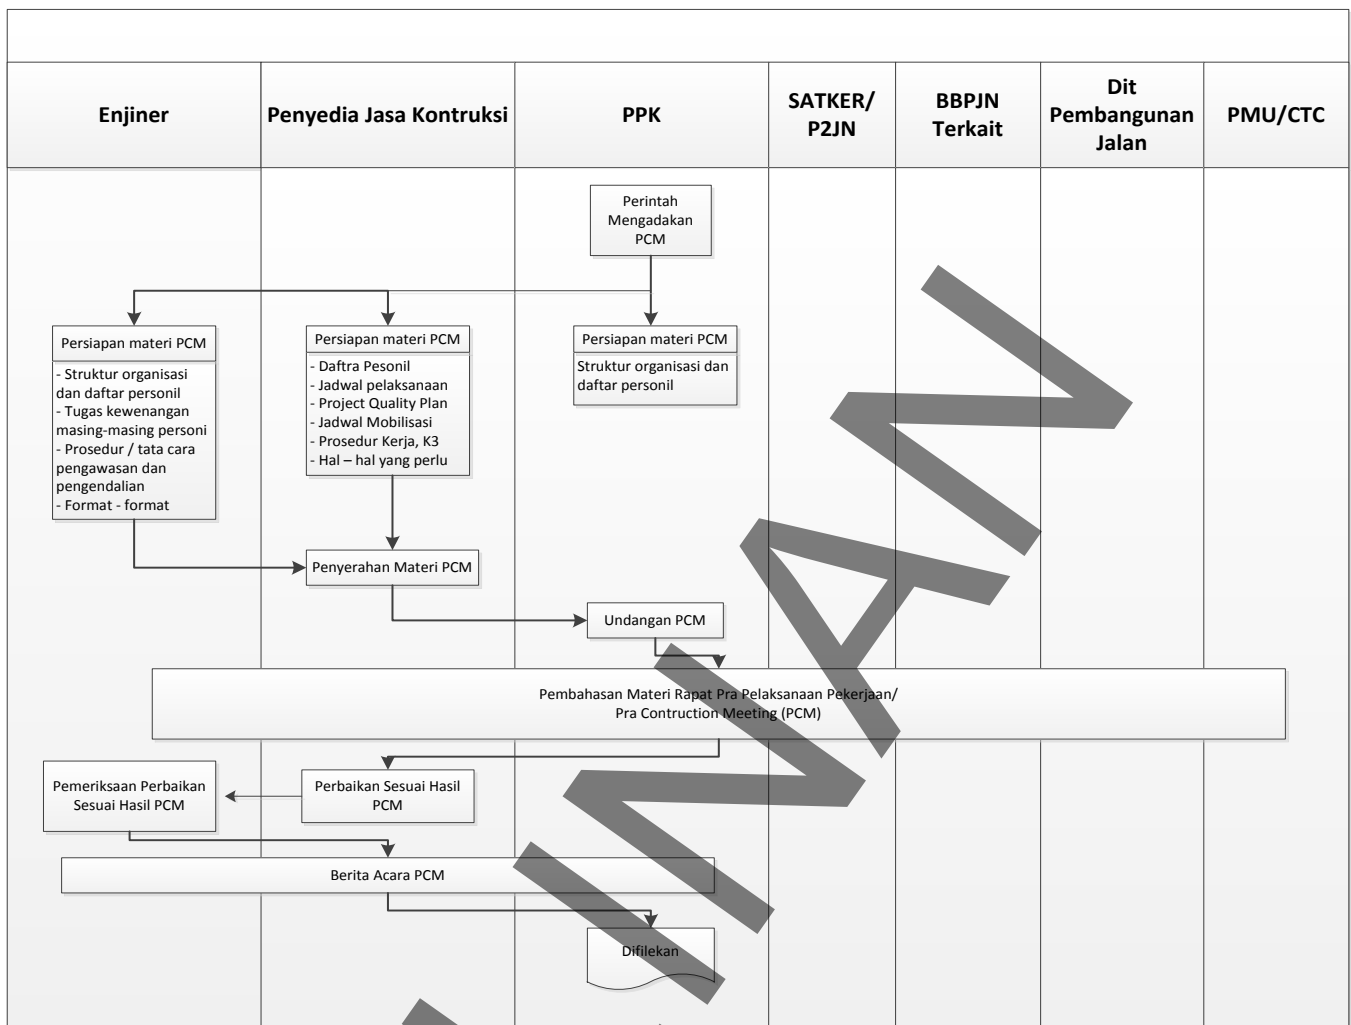 Enjiner
Penyedia Jasa Kontruksi
PPK
SATKER/
P2JN
BBPJN
Terkait
Dit
Pembangunan
Jalan
PMU/CTC
Perintah
Mengadakan
PCM
Persiapan materi PCM
- Struktur organisasi
dan daftar personil
- Tugas kewenangan
masing-masing personi
- Prosedur / tata cara
pengawasan dan
pengendalian
- Format - format
Persiapan materi PCM
- Daftra Pesonil
- Jadwal pelaksanaan
- Project Quality Plan
- Jadwal Mobilisasi
- Prosedur Kerja, K3
- Hal – hal yang perlu
Persiapan materi PCM
Struktur organisasi dan
daftar personil
Penyerahan Materi PCM
Undangan PCM
Pembahasan Materi Rapat Pra Pelaksanaan Pekerjaan/
Pra Contruction Meeting (PCM)
Pemeriksaan Perbaikan
Sesuai Hasil PCM
Perbaikan Sesuai Hasil
PCM
Berita Acara PCM
Difilekan